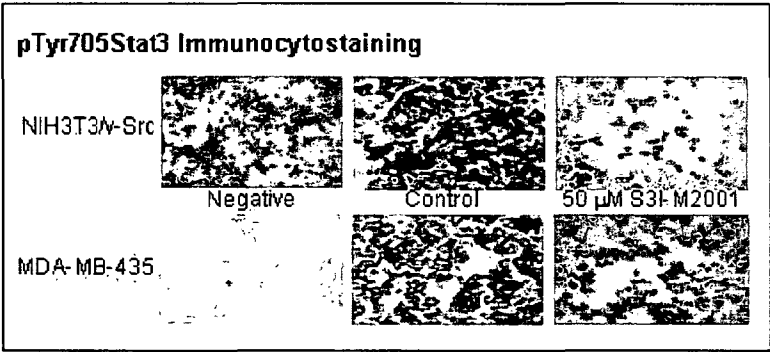 pTyr705Stat3 Immunocytostaining
NIH3T3/v-Src
Negative
Control
50 µM S3I-M2001
MDA-MB-435